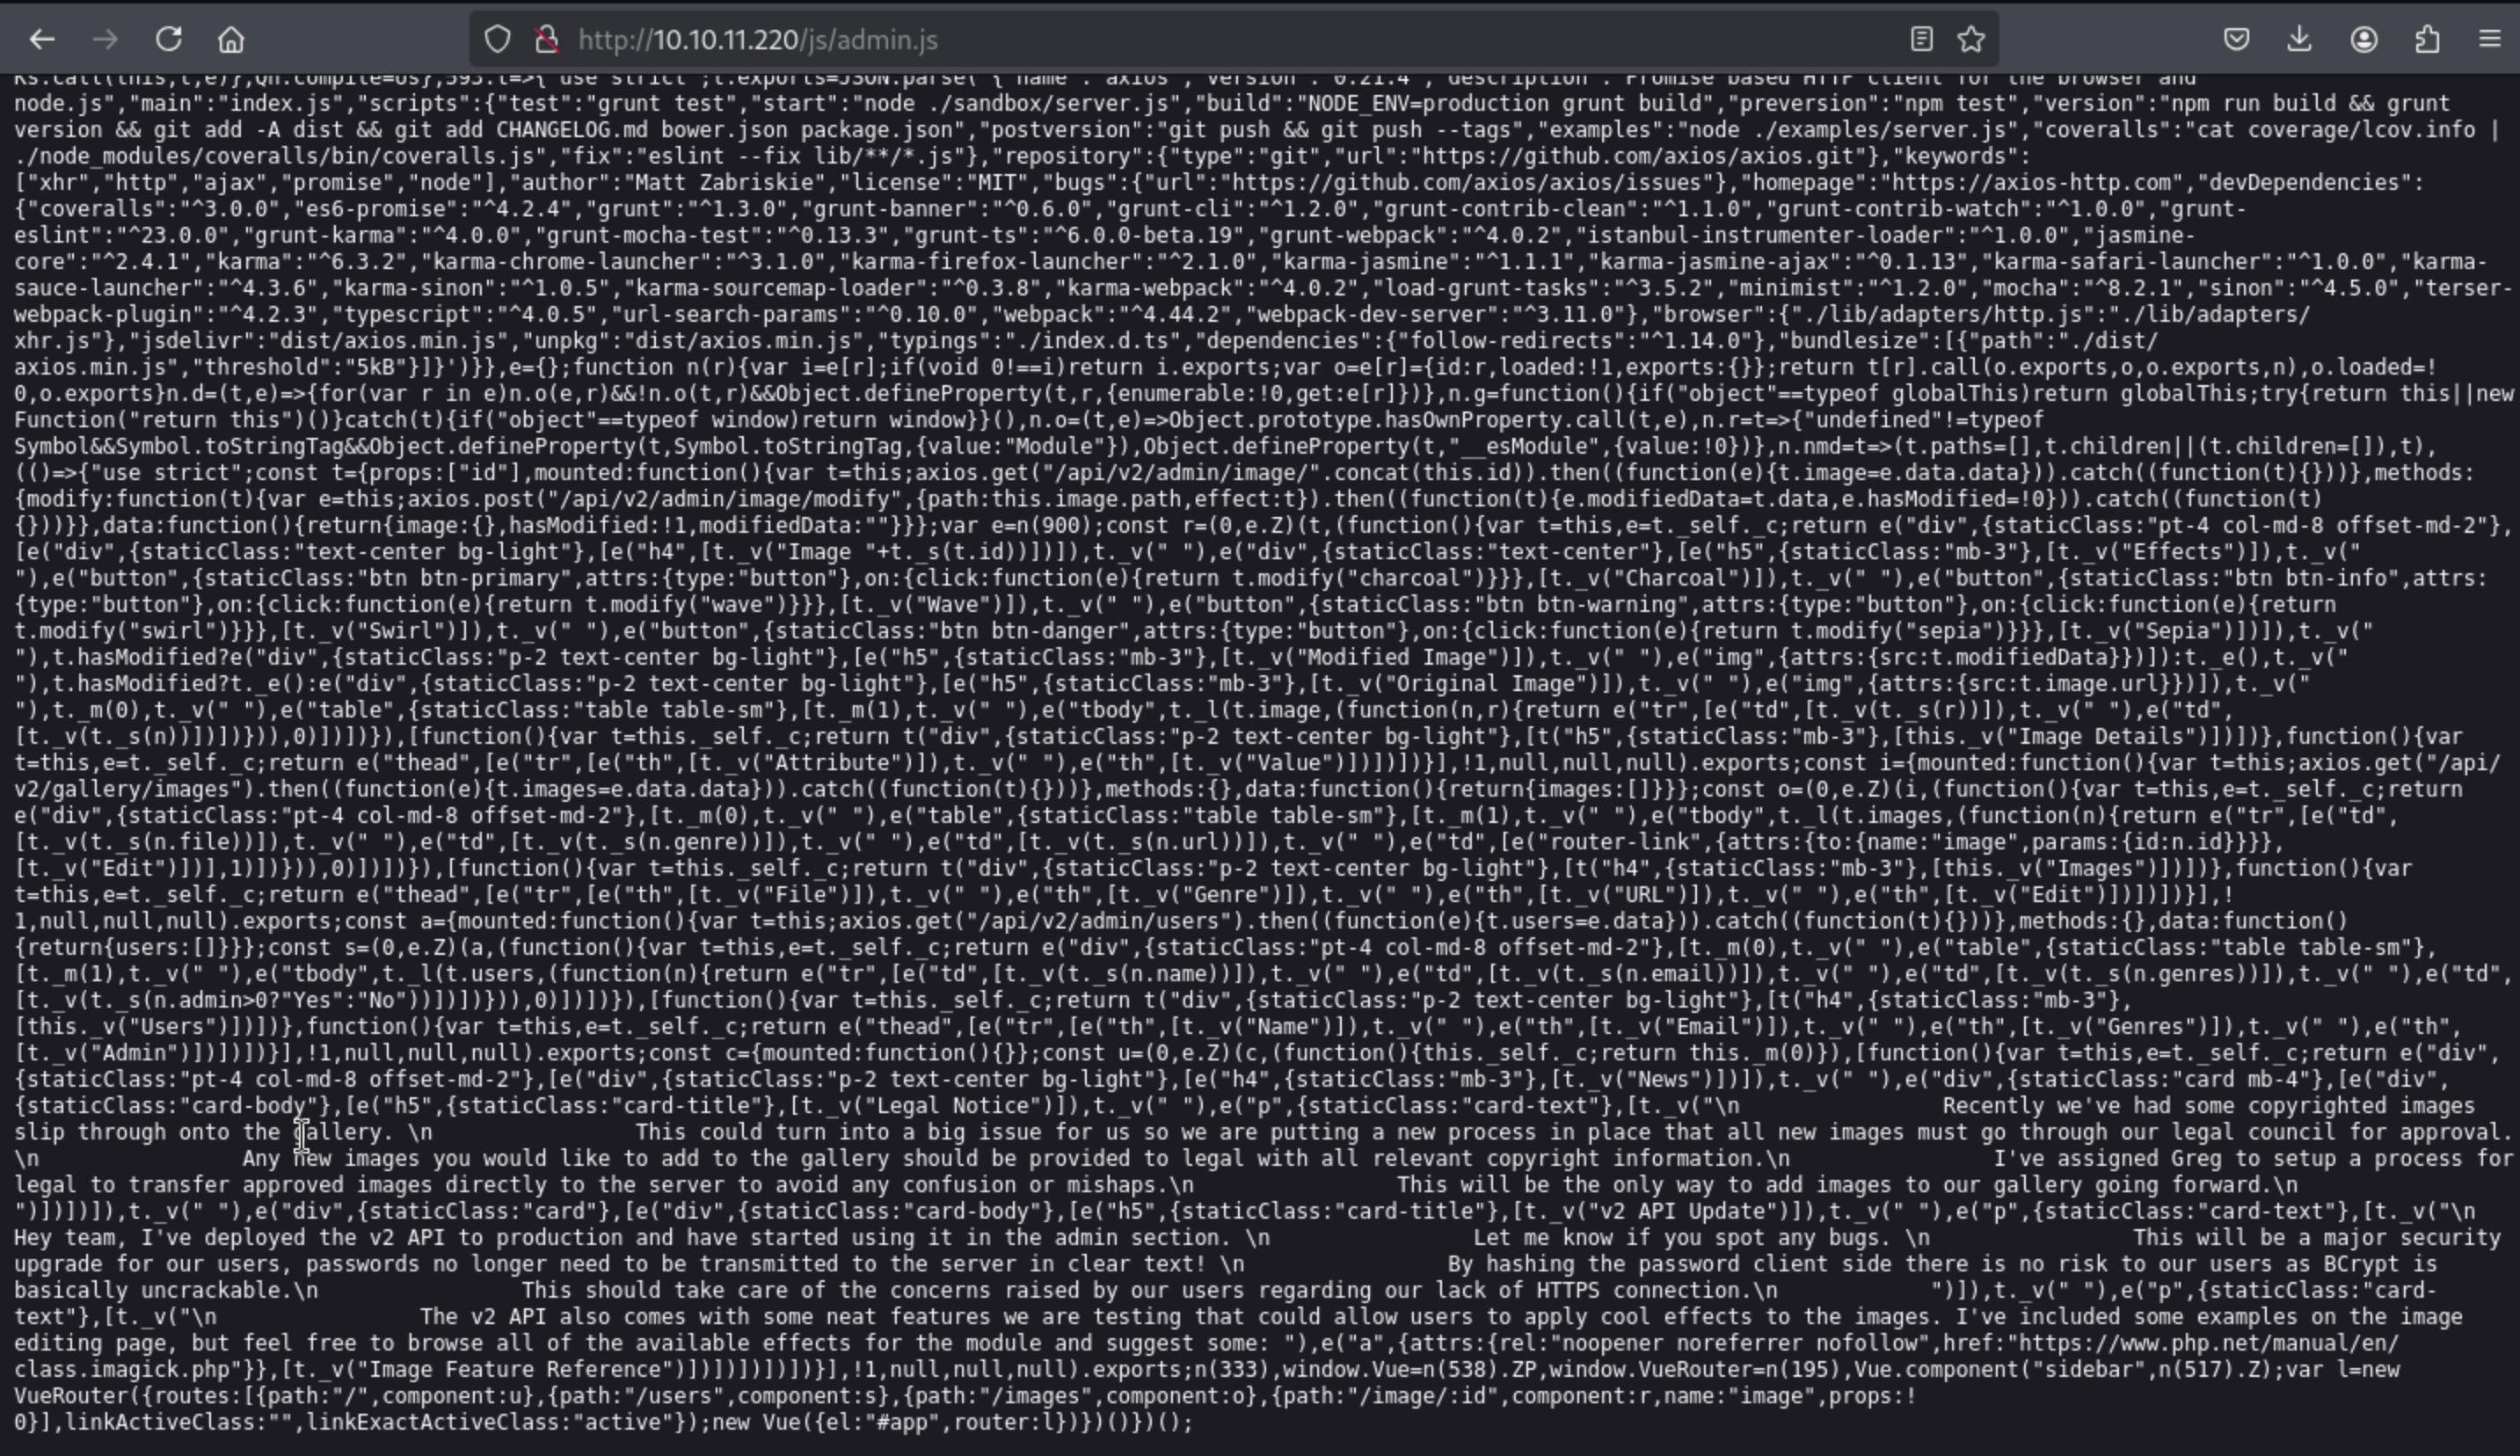 http://10.10.11.220/js/admin.js
Ks.call(this,t,e)},Qn.compile=Us},593:t=>{"use strict";t.exports=JSON.parse('{"name":"axios","version":"0.21.4","description":"Promise based HTTP client for the browser and
node.js","main":"index.js","scripts":{"test":"grunt test","start":"node ./sandbox/server.js","build":"NODE_ENV=production grunt build","preversion":"npm test","version":"npm run build && grunt
version && git add -A dist && git add CHANGELOG.md bower.json package.json","postversion":"git push && git push --tags","examples":"node ./examples/server.js","coveralls":"cat coverage/lcov.info |
./node_modules/coveralls/bin/coveralls.js","fix":"eslint --fix lib/**/*.js"},"repository":{"type":"git","url":"https://github.com/axios/axios.git"},"keywords":
["xhr","http","ajax","promise","node"],"author":"Matt Zabriskie","license":"MIT","bugs":{"url":"https://github.com/axios/axios/issues"},"homepage":"https://axios-http.com","devDependencies":
{"coveralls":"^3.0.0","es6-promise":"^4.2.4","grunt":"^1.3.0","grunt-banner":"^0.6.0","grunt-cli":"^1.2.0","grunt-contrib-clean":"^1.1.0","grunt-contrib-watch":"^1.0.0","grunt-
eslint":"^23.0.0","grunt-karma":"^4.0.0","grunt-mocha-test":"^0.13.3","grunt-ts":"^6.0.0-beta.19","grunt-webpack":"^4.0.2","istanbul-instrumenter-loader":"^1.0.0","jasmine-
core":"^2.4.1","karma":"^6.3.2","karma-chrome-launcher":"^3.1.0","karma-firefox-launcher":"^2.1.0","karma-jasmine":"^1.1.1","karma-jasmine-ajax":"^0.1.13","karma-safari-launcher":"^1.0.0","karma-
sauce-launcher":"^4.3.6","karma-sinon":"^1.0.5","karma-sourcemap-loader":"^0.3.8","karma-webpack":"^4.0.2","load-grunt-tasks":"^3.5.2","minimist":"^1.2.0","mocha":"^8.2.1","sinon":"^4.5.0","terser-
webpack-plugin":"^4.2.3","typescript":"^4.0.5","url-search-params":"^0.10.0","webpack":"^4.44.2","webpack-dev-server":"^3.11.0"},"browser":{"./lib/adapters/http.js":"./lib/adapters/
xhr.js"},"jsdelivr":"dist/axios.min.js","unpkg":"dist/axios.min.js","typings":"./index.d.ts","dependencies":{"follow-redirects":"^1.14.0"},"bundlesize":[{"path":"./dist/
axios.min.js","threshold":"5kB"}]}')}},e={};function n(r){var i=e[r];if(void 0!==i)return i.exports;var o=e[r]={id:r,loaded:!1,exports:{}};return t[r].call(o.exports,o,o.exports,n),o.loaded=!
0,o.exports}n.d=(t,e)=>{for(var r in e)n.o(e,r)&&!n.o(t,r)&&Object.defineProperty(t,r,{enumerable:!0,get:e[r]})},n.g=function(){if("object"==typeof globalThis)return globalThis;try{return this||new
Function("return this")()}catch(t){if("object"==typeof window)return window}}(),n.o=(t,e)=>Object.prototype.hasOwnProperty.call(t,e),n.r=t=>{"undefined"!=typeof
Symbol&&Symbol.toStringTag&&Object.defineProperty(t,Symbol.toStringTag,{value:"Module"}),Object.defineProperty(t,"__esModule",{value:!0})},n.nmd=t=>(t.paths=[],t.children||(t.children=[]),t),
(()=>{"use strict";const t={props:["id"],mounted:function(){var t=this;axios.get("/api/v2/admin/image/".concat(this.id)).then((function(e){t.image=e.data.data})).catch((function(t){}))},methods:
{modify:function(t){var e=this;axios.post("/api/v2/admin/image/modify",{path:this.image.path,effect:t}).then((function(t){e.modifiedData=t.data,e.hasModified=!0})).catch((function(t)
{}))}},data:function(){return{image:{},hasModified:!1,modifiedData:""}}};var e=n(900);const r=(0,e.Z)(t,(function(){var t=this,e=t._self._c;return e("div",{staticClass:"pt-4 col-md-8 offset-md-2"},
[e("div",{staticClass:"text-center bg-light"},[e("h4",[t._v("Image "+t._s(t.id))])]),t._v(" "),e("div",{staticClass:"text-center"},[e("h5",{staticClass:"mb-3"},[t._v("Effects")]),t._v("
"),e("button",{staticClass:"btn btn-primary",attrs:{type:"button"},on:{click:function(e){return t.modify("charcoal")}}},[t._v("Charcoal")]),t._v(" "),e("button",{staticClass:"btn btn-info",attrs:
{type:"button"},on:{click:function(e){return t.modify("wave")}}},[t._v("Wave")]),t._v(" "),e("button",{staticClass:"btn btn-warning",attrs:{type:"button"},on:{click:function(e){return
t.modify("swirl")}}},[t._v("Swirl")]),t._v(" "),e("button",{staticClass:"btn btn-danger",attrs:{type:"button"},on:{click:function(e){return t.modify("sepia")}}},[t._v("Sepia")])]),t._v("
"),t.hasModified?e("div",{staticClass:"p-2 text-center bg-light"},[e("h5",{staticClass:"mb-3"},[t._v("Modified Image")]),t._v(" "),e("img",{attrs:{src:t.modifiedData}})]):t._e(),t._v("
"),t.hasModified?t._e():e("div",{staticClass:"p-2 text-center bg-light"},[e("h5",{staticClass:"mb-3"},[t._v("Original Image")]),t._v(" "),e("img",{attrs:{src:t.image.url}})]),t._v("
"),t._m(0),t._v(" "),e("table",{staticClass:"table table-sm"},[t._m(1),t._v(" "),e("tbody",t._l(t.image,(function(n,r){return e("tr",[e("td",[t._v(t._s(r))]),t._v(" "),e("td",
[t._v(t._s(n))])])})),0)])])}),[function(){var t=this._self._c;return t("div",{staticClass:"p-2 text-center bg-light"},[t("h5",{staticClass:"mb-3"},[this._v("Image Details")])])},function(){var
t=this,e=t._self._c;return e("thead",[e("tr",[e("th",[t._v("Attribute")]),t._v(" "),e("th",[t._v("Value")])])])}],!1,null,null,null).exports;const i={mounted:function(){var t=this;axios.get("/api/
v2/gallery/images").then((function(e){t.images=e.data.data})).catch((function(t){}))},methods:{},data:function(){return{images:[]}}};const o=(0,e.Z)(i,(function(){var t=this,e=t._self._c;return
e("div",{staticClass:"pt-4 col-md-8 offset-md-2"},[t._m(0),t._v(" "),e("table",{staticClass:"table table-sm"},[t._m(1),t._v(" "),e("tbody",t._l(t.images,(function(n){return e("tr",[e("td",
[t._v(t._s(n.file))]),t._v(" "),e("td",[t._v(t._s(n.genre))]),t._v(" "),e("td",[t._v(t._s(n.url))]),t._v(" "),e("td",[e("router-link",{attrs:{to:{name:"image",params:{id:n.id}}}},
[t._v("Edit")])],1)])})),0)])])}),[function(){var t=this._self._c;return t("div",{staticClass:"p-2 text-center bg-light"},[t("h4",{staticClass:"mb-3"},[this._v("Images")])])},function(){var
t=this,e=t._self._c;return e("thead",[e("tr",[e("th",[t._v("File")]),t._v(" "),e("th",[t._v("Genre")]),t._v(" "),e("th",[t._v("URL")]),t._v(" "),e("th",[t._v("Edit")])])])}],!
1,null,null,null).exports;const a={mounted:function(){var t=this;axios.get("/api/v2/admin/users").then((function(e){t.users=e.data})).catch((function(t){}))},methods:{},data:function()
{return{users:[]}}};const s=(0,e.Z)(a,(function(){var t=this,e=t._self._c;return e("div",{staticClass:"pt-4 col-md-8 offset-md-2"},[t._m(0),t._v(" "),e("table",{staticClass:"table table-sm"},
[t._m(1),t._v(" "),e("tbody",t._l(t.users,(function(n){return e("tr",[e("td",[t._v(t._s(n.name))]),t._v(" "),e("td",[t._v(t._s(n.email))]),t._v(" "),e("td",[t._v(t._s(n.genres))]),t._v(" "),e("td",
[t._v(t._s(n.admin>0?"Yes":"No"))])])})),0)])])}),[function(){var t=this._self._c;return t("div",{staticClass:"p-2 text-center bg-light"},[t("h4",{staticClass:"mb-3"},
[this._v("Users")])])},function(){var t=this,e=t._self._c;return e("thead",[e("tr",[e("th",[t._v("Name")]),t._v(" "),e("th",[t._v("Email")]),t._v(" "),e("th",[t._v("Genres")]),t._v(" "),e("th",
[t._v("Admin")])])])}],!1,null,null,null).exports;const c={mounted:function(){}};const u=(0,e.Z)(c,(function(){this._self._c;return this._m(0)}),[function(){var t=this,e=t._self._c;return e("div",
{staticClass:"pt-4 col-md-8 offset-md-2"},[e("div",{staticClass:"p-2 text-center bg-light"},[e("h4",{staticClass:"mb-3"},[t._v("News")])]),t._v(" "),e("div",{staticClass:"card mb-4"},[e("div",
{staticClass:"card-body"},[e("h5",{staticClass:"card-title"},[t._v("Legal Notice")]),t._v(" "),e("p",{staticClass:"card-text"},[t._v("\n Recently we've had some copyrighted images
slip through onto the gallery. \n This could turn into a big issue for us so we are putting a new process in place that all new images must go through our legal council for approval.
\n Any new images you would like to add to the gallery should be provided to legal with all relevant copyright information.\n I've assigned Greg to setup a process for
legal to transfer approved images directly to the server to avoid any confusion or mishaps.\n This will be the only way to add images to our gallery going forward.\n
")])])]),t._v(" "),e("div",{staticClass:"card"},[e("div",{staticClass:"card-body"},[e("h5",{staticClass:"card-title"},[t._v("v2 API Update")]),t._v(" "),e("p",{staticClass:"card-text"},[t._v("\n
Hey team, I've deployed the v2 API to production and have started using it in the admin section. \n Let me know if you spot any bugs. \n This will be a major security
upgrade for our users, passwords no longer need to be transmitted to the server in clear text! \n By hashing the password client side there is no risk to our users as BCrypt is
basically uncrackable.\n This should take care of the concerns raised by our users regarding our lack of HTTPS connection.\n ")]),t._v(" "),e("p",{staticClass:"card-
text"},[t._v("\n The v2 API also comes with some neat features we are testing that could allow users to apply cool effects to the images. I've included some examples on the image
editing page, but feel free to browse all of the available effects for the module and suggest some: "),e("a",{attrs:{rel:"noopener noreferrer nofollow",href:"https://www.php.net/manual/en/
class.imagick.php"}},[t._v("Image Feature Reference")])])])])])}],!1,null,null,null).exports;n(333),window.Vue=n(538).ZP,window.VueRouter=n(195),Vue.component("sidebar",n(517).Z);var l=new
VueRouter({routes:[{path:"/",component:u},{path:"/users",component:s},{path:"/images",component:o},{path:"/image/:id",component:r,name:"image",props:!
0}],linkActiveClass:"",linkExactActiveClass:"active"});new Vue({el:"#app",router:l})})()})();